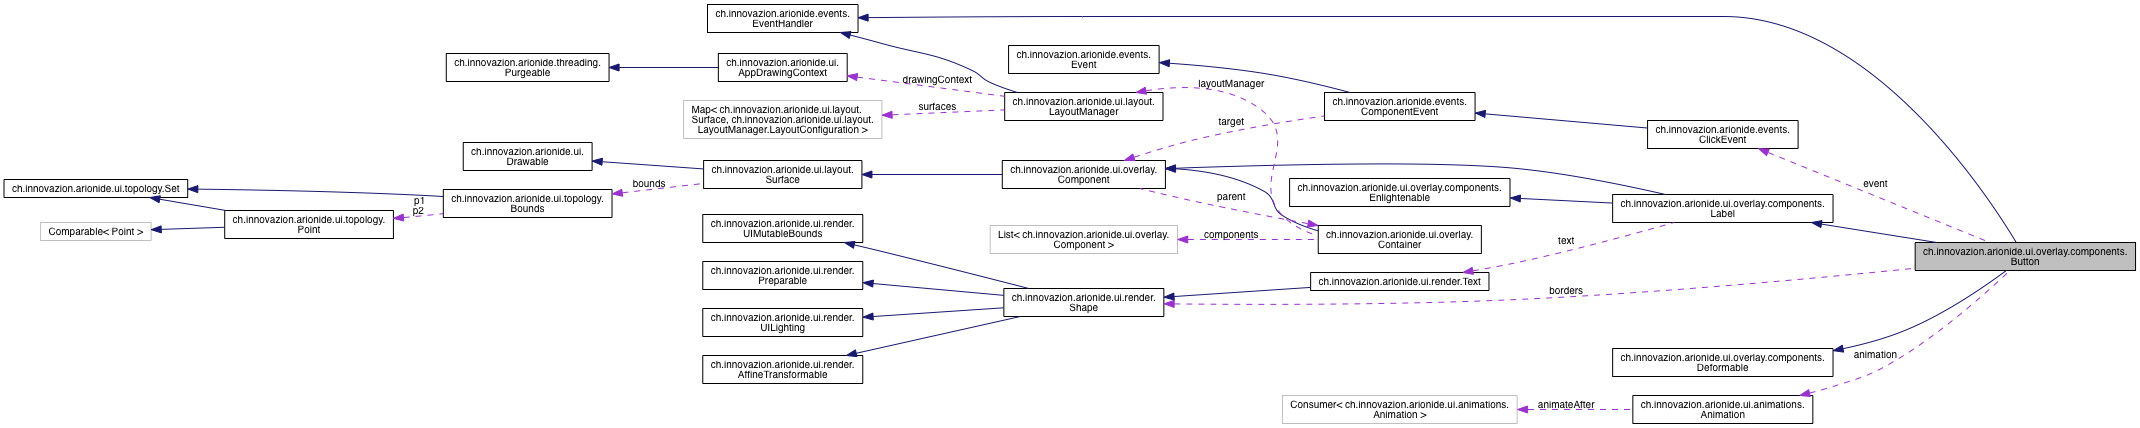 ch.innovazion.arionide.events.
EventHandler
ch.innovazion.arionide.threading.
Purgeable
ch.innovazion.arionide.ui.
AppDrawingContext
ch.innovazion.arionide.events.
Event
drawingContext
layoutManager
Map< ch.innovazion.arionide.ui.layout.
Surface, ch.innovazion.arionide.ui.layout.
LayoutManager.LayoutConfiguration >
surfaces
ch.innovazion.arionide.ui.layout.
LayoutManager
ch.innovazion.arionide.events.
ComponentEvent
target
ch.innovazion.arionide.events.
ClickEvent
ch.innovazion.arionide.ui.
Drawable
ch.innovazion.arionide.ui.layout.
Surface
ch.innovazion.arionide.ui.overlay.
Component
ch.innovazion.arionide.ui.topology.Set
bounds
event
ch.innovazion.arionide.ui.topology.
Bounds
parent
ch.innovazion.arionide.ui.overlay.components.
Enlightenable
ch.innovazion.arionide.ui.overlay.components.
Label
p1
p2
ch.innovazion.arionide.ui.topology.
Point
Comparable< Point >
ch.innovazion.arionide.ui.render.
UIMutableBounds
List< ch.innovazion.arionide.ui.overlay.
Component >
components
ch.innovazion.arionide.ui.overlay.
Container
text
ch.innovazion.arionide.ui.overlay.components.
Button
ch.innovazion.arionide.ui.render.
Preparable
ch.innovazion.arionide.ui.render.Text
borders
ch.innovazion.arionide.ui.render.
Shape
ch.innovazion.arionide.ui.render.
UILighting
ch.innovazion.arionide.ui.render.
AffineTransformable
ch.innovazion.arionide.ui.overlay.components.
Deformable
animation
Consumer< ch.innovazion.arionide.ui.animations.
Animation >
animateAfter
ch.innovazion.arionide.ui.animations.
Animation